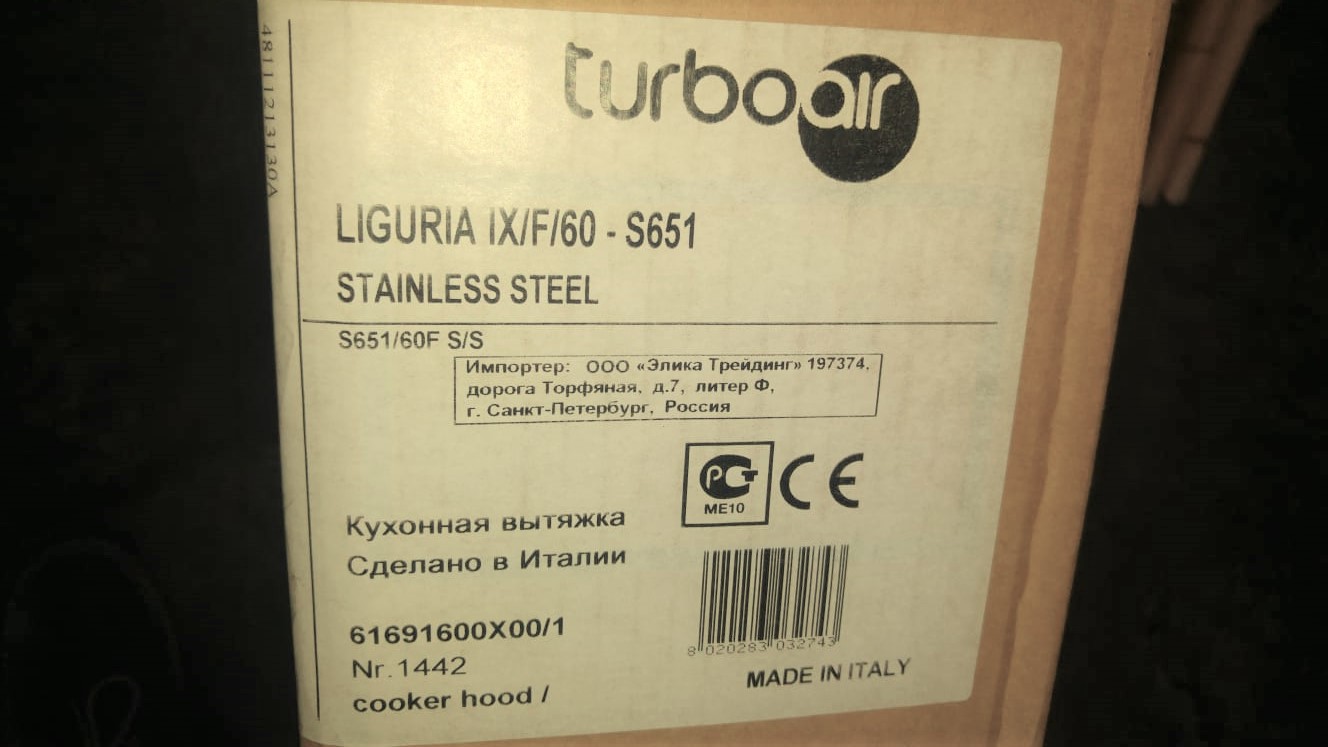 481112131130A
turboair
LIGURIA IX/F/60 - S651
STAINLESS STEEL
S651/60F S/S
Импортер: ООО «Элика Трейдинг» 197374,
дорога Торфяная, д.7, литер Ф,
г. Санкт-Петербург, Россия
РСТ
ME10
CE
Кухонная вытяжка
Сделано в Италии
61691600X00/1
Nr.1442
cooker hood /
8 020283 032743
MADE IN ITALY